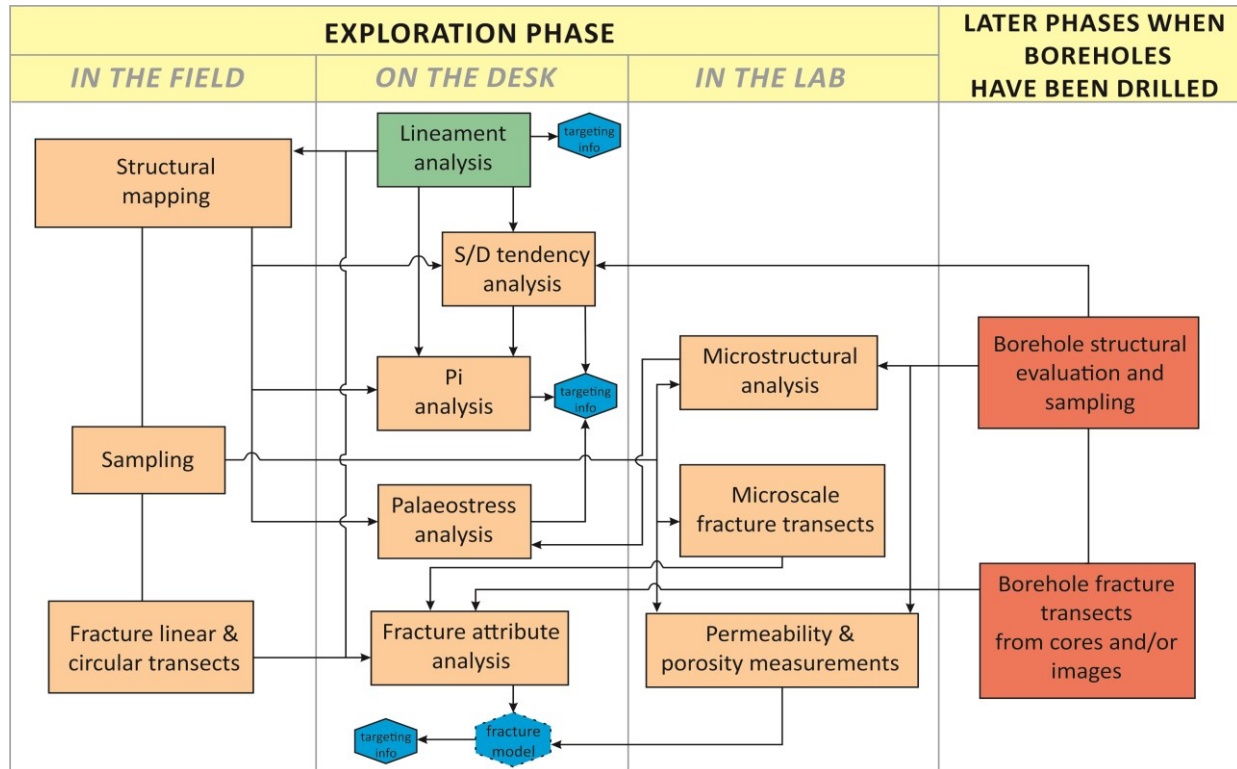 EXPLORATION PHASE
LATER PHASES WHEN
BOREHOLES
HAVE BEEN DRILLED
IN THE FIELD
ON THE DESK
IN THE LAB
Lineament
analysis
targeting
info
Structural
mapping
S/D tendency
analysis
Microstructural
analysis
Borehole structural
evaluation and
sampling
Pi
analysis
targeting
info
Sampling
Palaeostress
analysis
Microscale
fracture transects
Fracture linear &
circular transects
Fracture attribute
analysis
Permeability &
porosity measurements
Borehole fracture
transects
from cores and/or
images
targeting
info
fracture
model